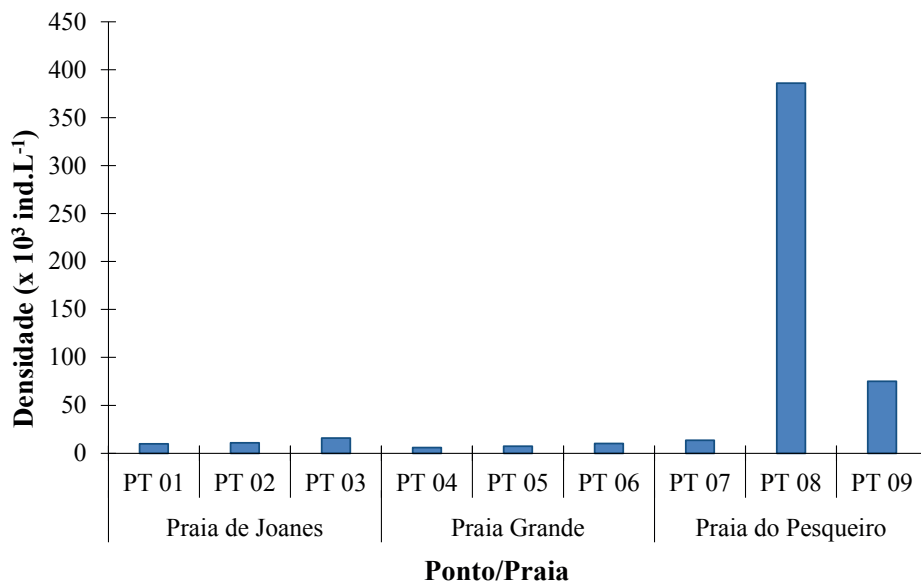 Densidade (x 10³ ind.L⁻¹)
450
400
350
300
250
200
150
100
50
0
PT 01 PT 02 PT 03 PT 04 PT 05 PT 06 PT 07 PT 08 PT 09
Praia de Joanes Praia Grande Praia do Pesqueiro
Ponto/Praia